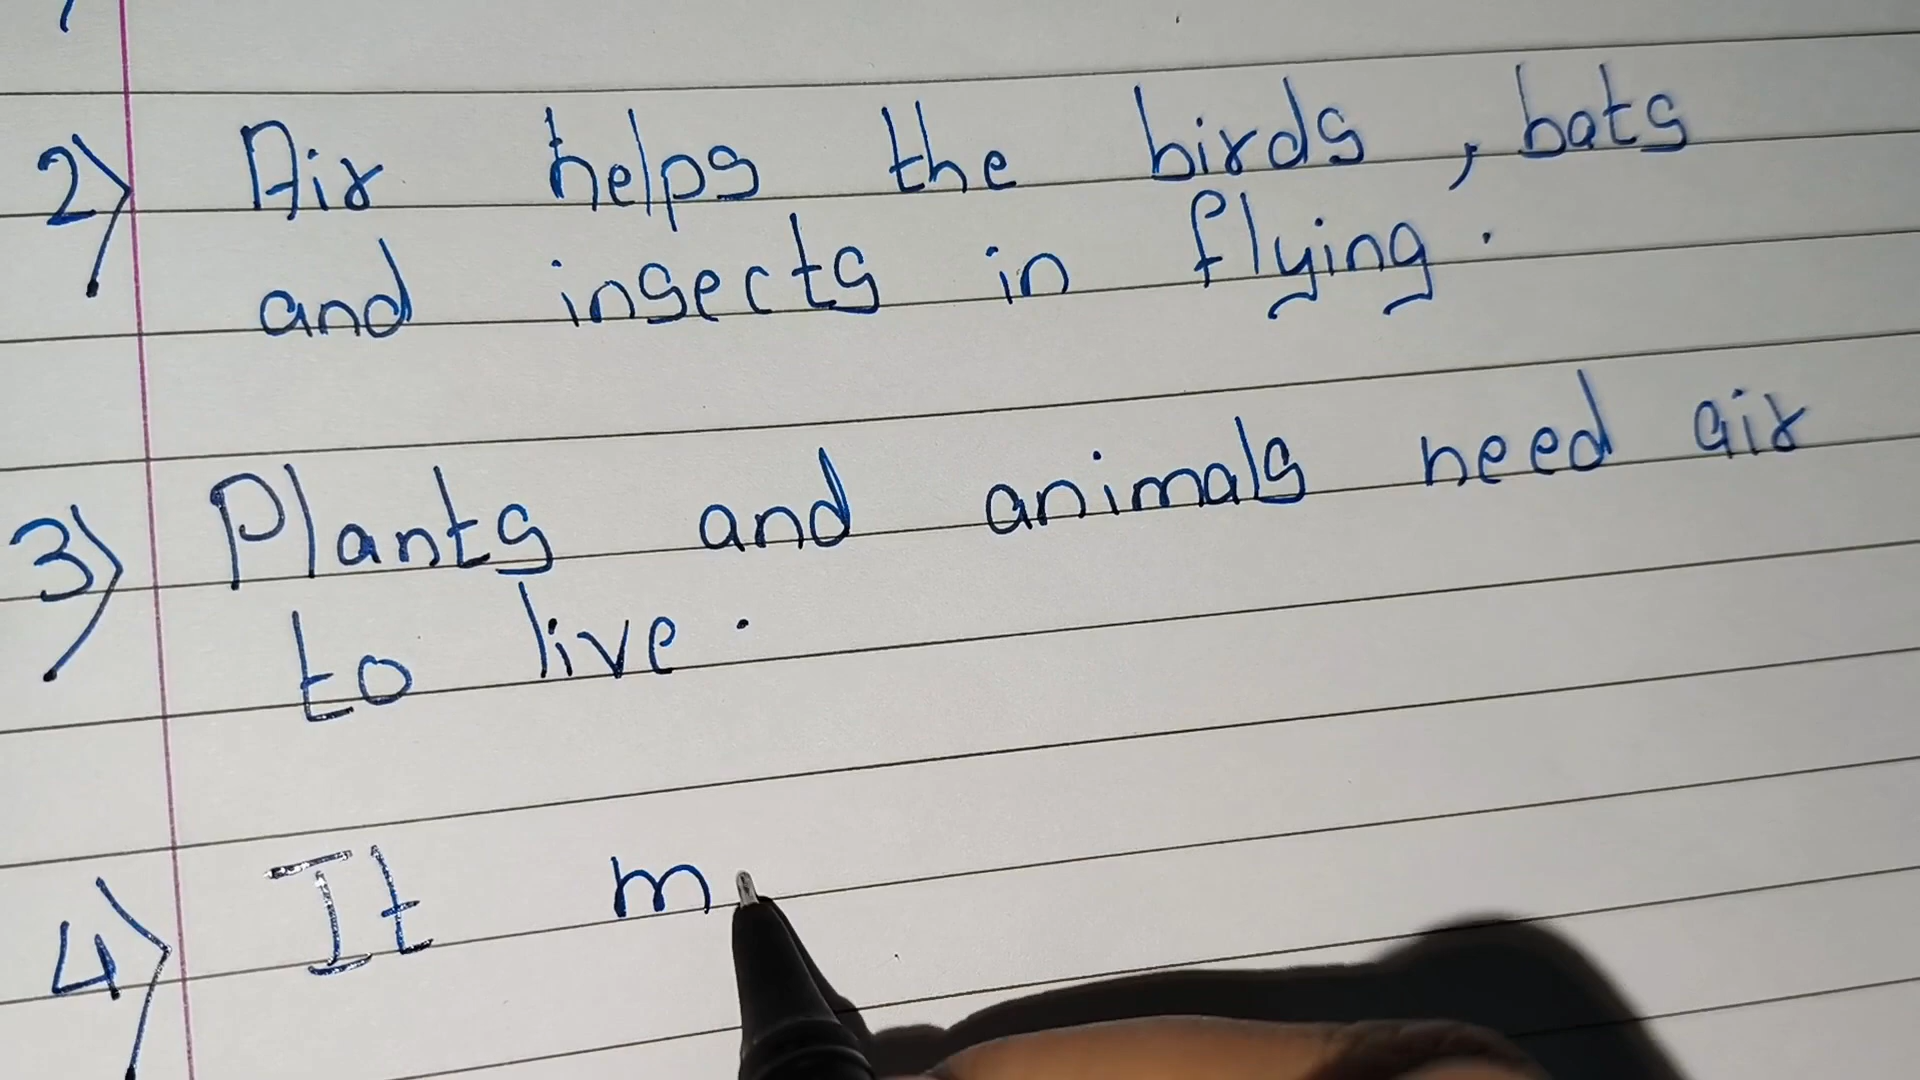 2) Air helps the birds, bats
and insects in flying.
3) Plants and animals need air
to live.
4) It m